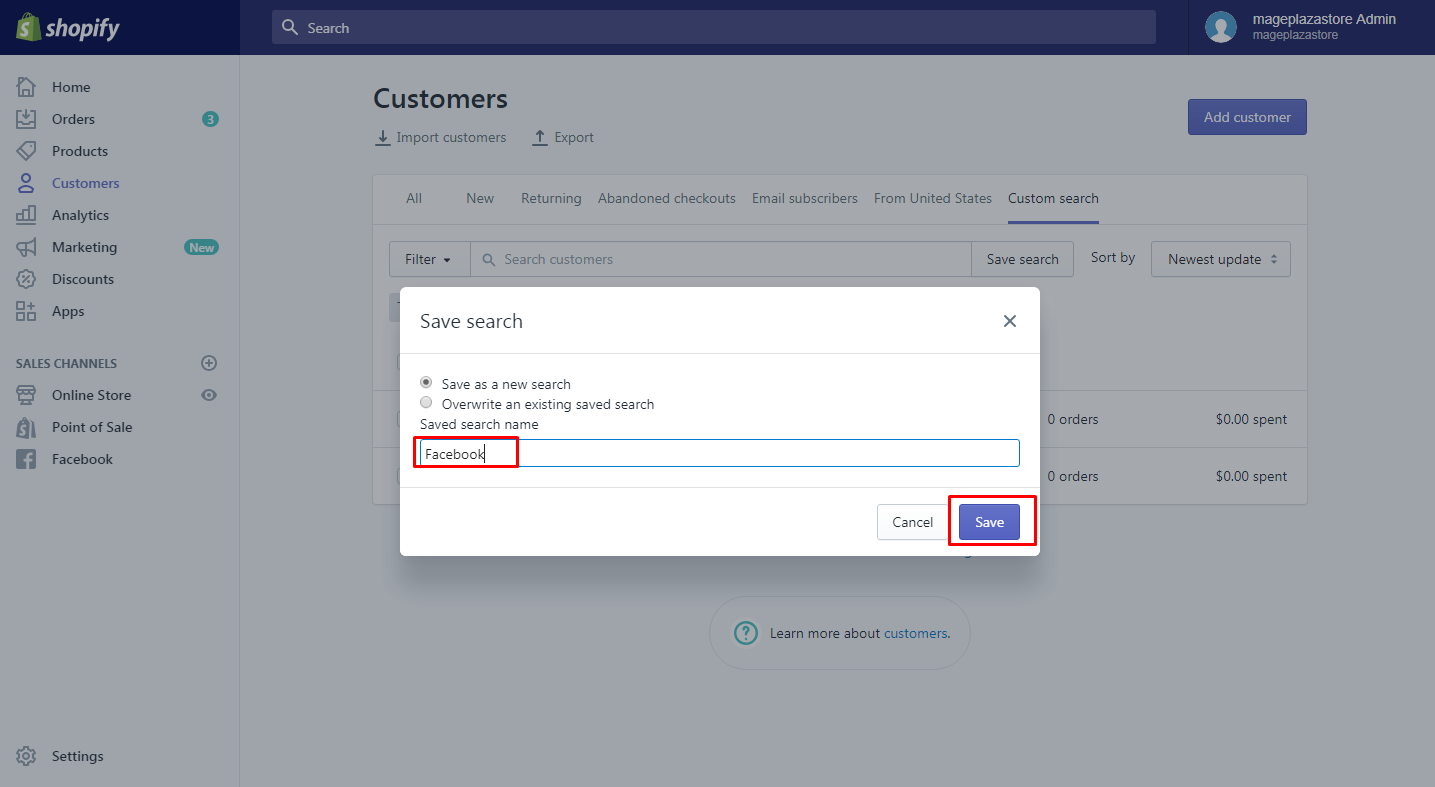 shopify
Search
mageplazastore Admin
mageplazastore
Home
Orders 3
Products
Customers
Analytics
Marketing New
Discounts
Apps
SALES CHANNELS
Online Store
Point of Sale
Facebook
Settings
Customers
Import customers Export
Add customer
All New Returning Abandoned checkouts Email subscribers From United States Custom search
Filter Search customers Save search Sort by Newest update
Save search
Save as a new search
Overwrite an existing saved search
Saved search name
Facebook
Cancel Save
0 orders $0.00 spent
0 orders $0.00 spent
Learn more about customers.